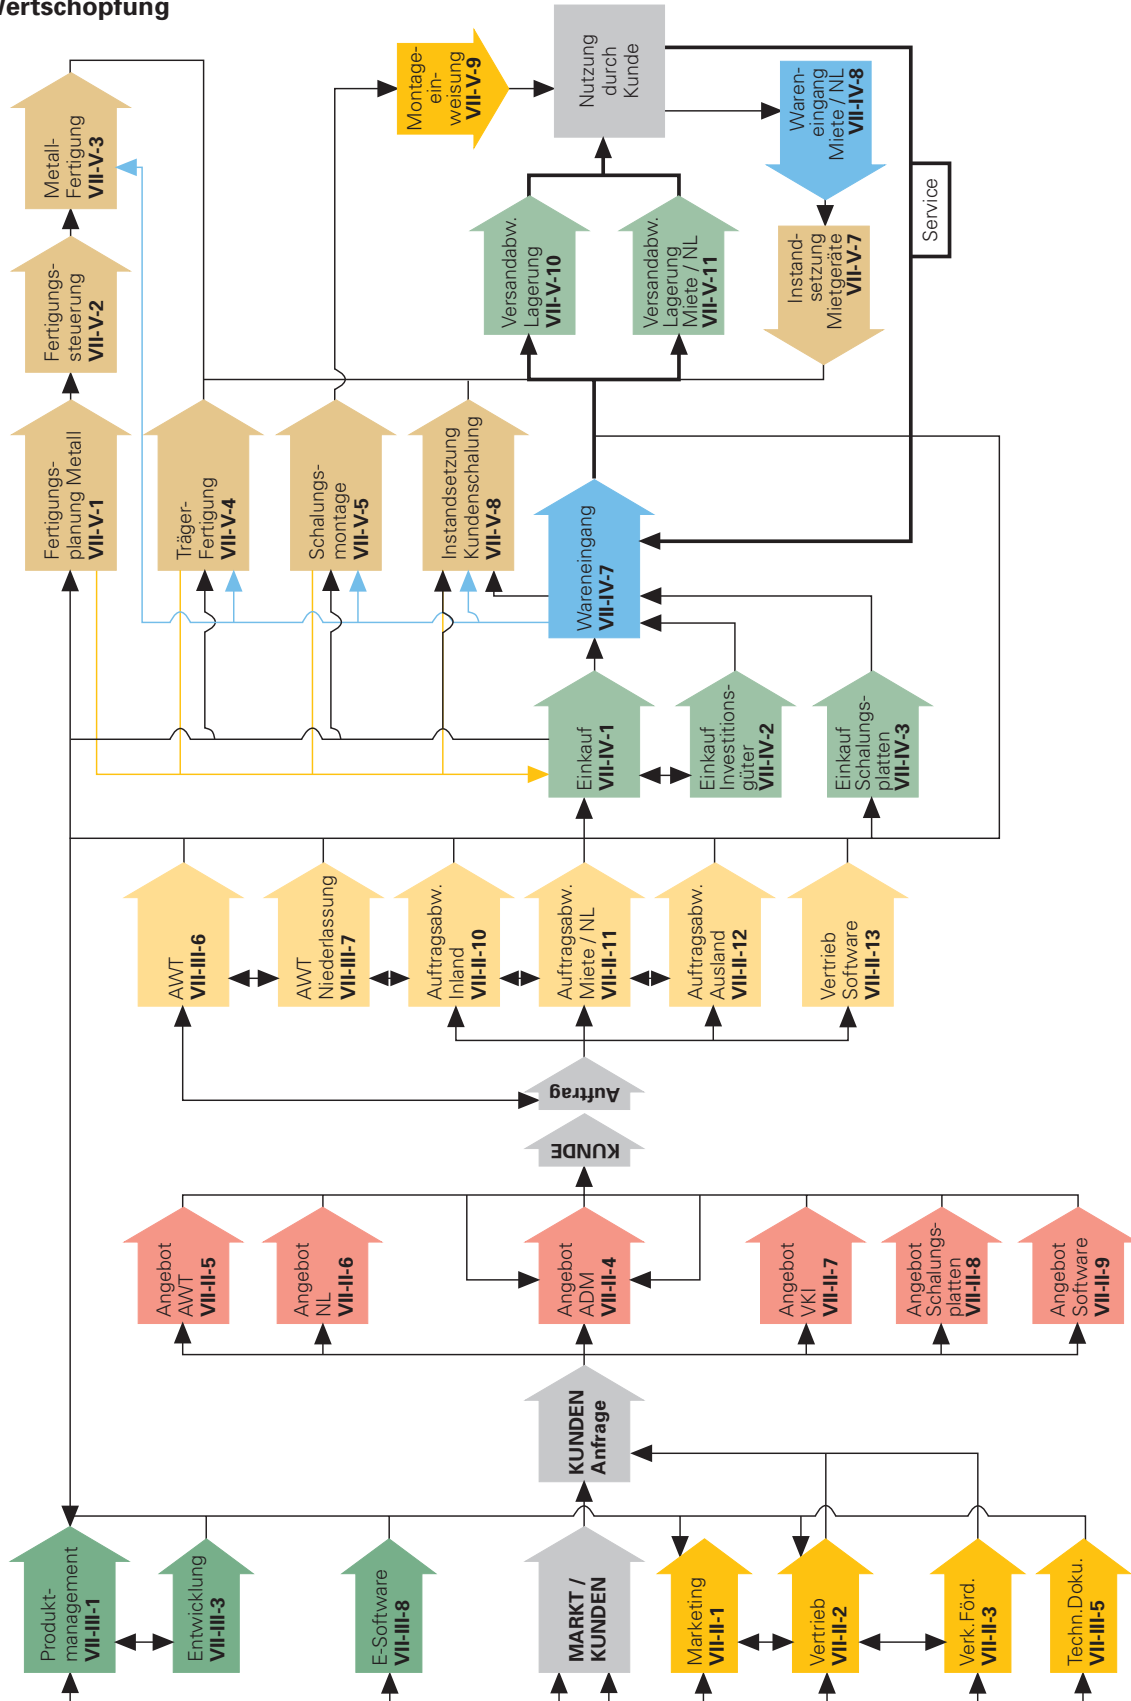 Wertschöpfung
Metall-
Fertigung
VII-V-3
Fertigungs-
steuerung
VII-V-2
Fertigungs-
planung Metall
VII-V-1
Träger-
Fertigung
VII-V-4
Schalungs-
montage
VII-V-5
Instandsetzung
Kundenschalung
VII-V-8
Montage-
ein-
weisung
VII-V-9
Nutzung
durch
Kunde
Waren-
eingang
Miete / NL
VII-IV-8
Service
Instand-
setzung
Mietgeräte
VII-V-7
Versandabw.
Lagerung
VII-V-10
Versandabw.
Lagerung
Miete / NL
VII-V-11
Wareneingang
VII-IV-7
Einkauf
VII-IV-1
Einkauf
Investitions-
güter
VII-IV-2
Einkauf
Schalungs-
platten
VII-IV-3
AWT
VII-III-6
AWT
Niederlassung
VII-III-7
Auftragsabw.
Inland
VII-II-10
Auftragsabw.
Miete / NL
VII-II-11
Auftragsabw.
Ausland
VII-II-12
Vertrieb
Software
VII-II-13
Auftrag
KUNDE
Angebot
AWT
VII-II-5
Angebot
NL
VII-II-6
Angebot
ADM
VII-II-4
Angebot
VKI
VII-II-7
Angebot
Schalungs-
platten
VII-II-8
Angebot
Software
VII-II-9
KUNDEN
Anfrage
Produkt-
management
VII-III-1
Entwicklung
VII-III-3
E-Software
VII-III-8
MARKT /
KUNDEN
Marketing
VII-II-1
Vertrieb
VII-II-2
Verk.Förd.
VII-II-3
Techn.Doku.
VII-III-5